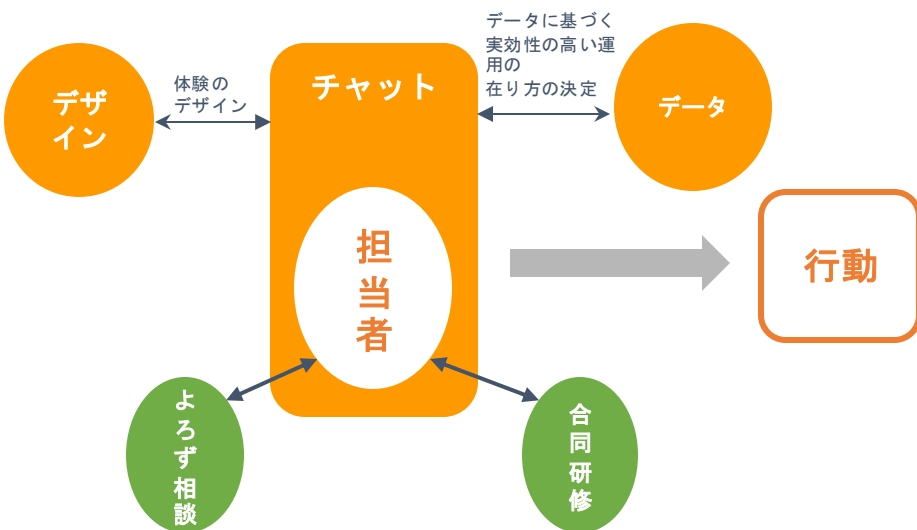 デザ
イン
体験の
デザイン
チャット
データに基づく
実効性の高い運
用の
在り方の決定
データ
担
当
者
行動
よ
ろ
ず
相
談
合
同
研
修